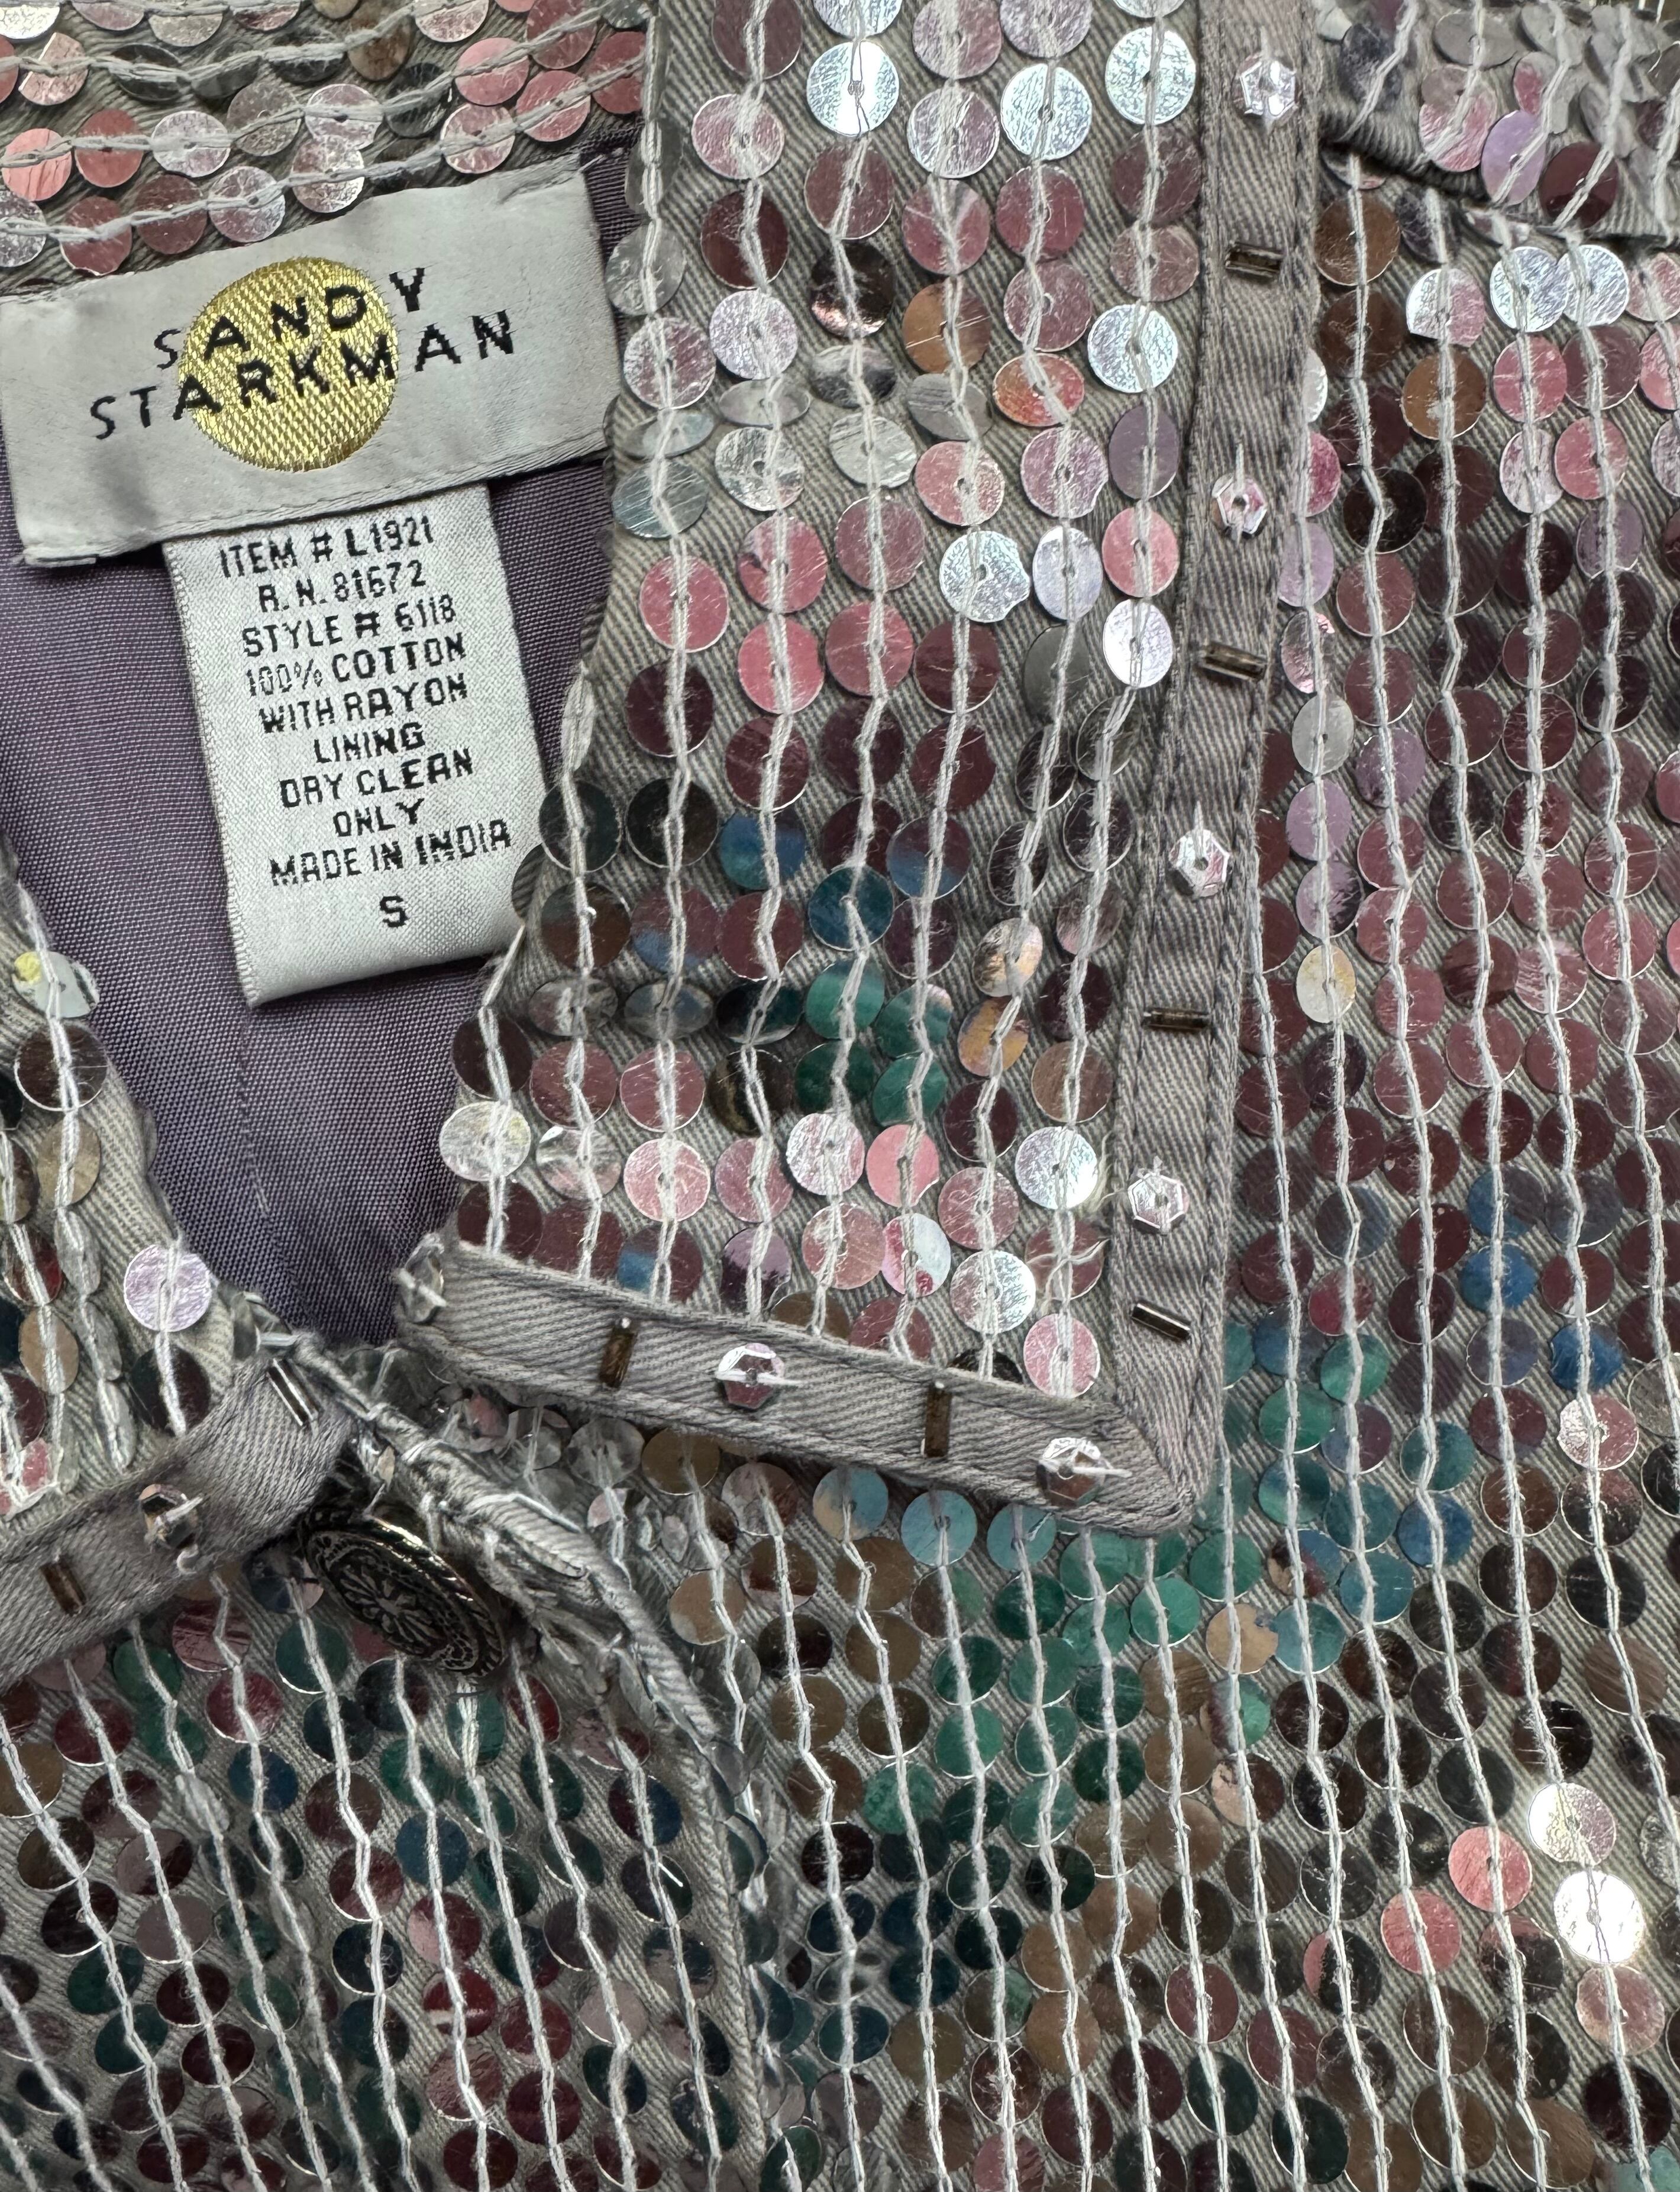 SANDY
STARKMAN
ITEM # L1921
R.N. 81672
STYLE # 6118
100% COTTON
WITH RAYON
LINING
DRY CLEAN
ONLY
MADE IN INDIA
S